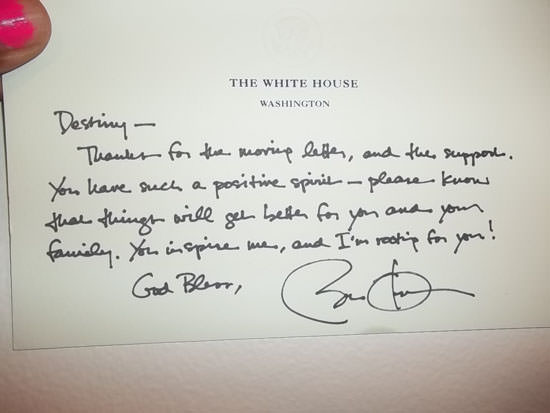 THE WHITE HOUSE
WASHINGTON
Destiny —
Thanks for the moving letter, and the support.
You have such a positive spirit — please know
that things will get better for you and your
family. You inspire me, and I'm rooting for you!
God Bless,